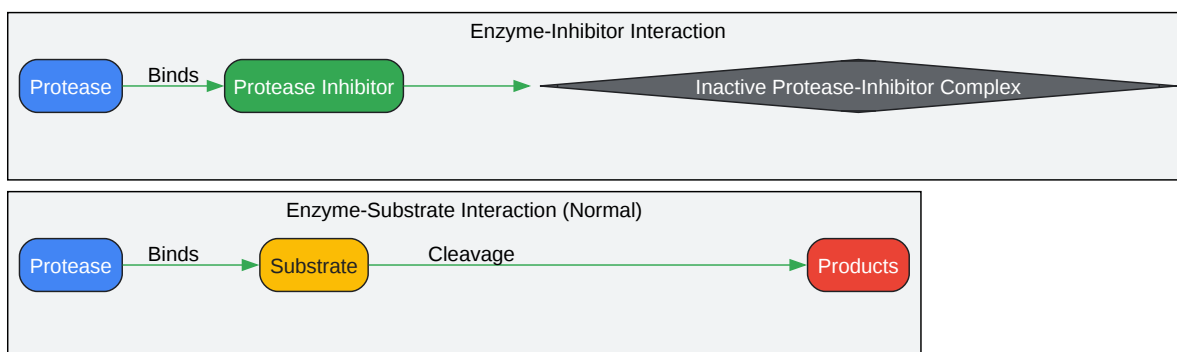 Enzyme-Inhibitor Interaction
Protease
Binds
Protease Inhibitor
Inactive Protease-Inhibitor Complex
Enzyme-Substrate Interaction (Normal)
Protease
Binds
Substrate
Cleavage
Products